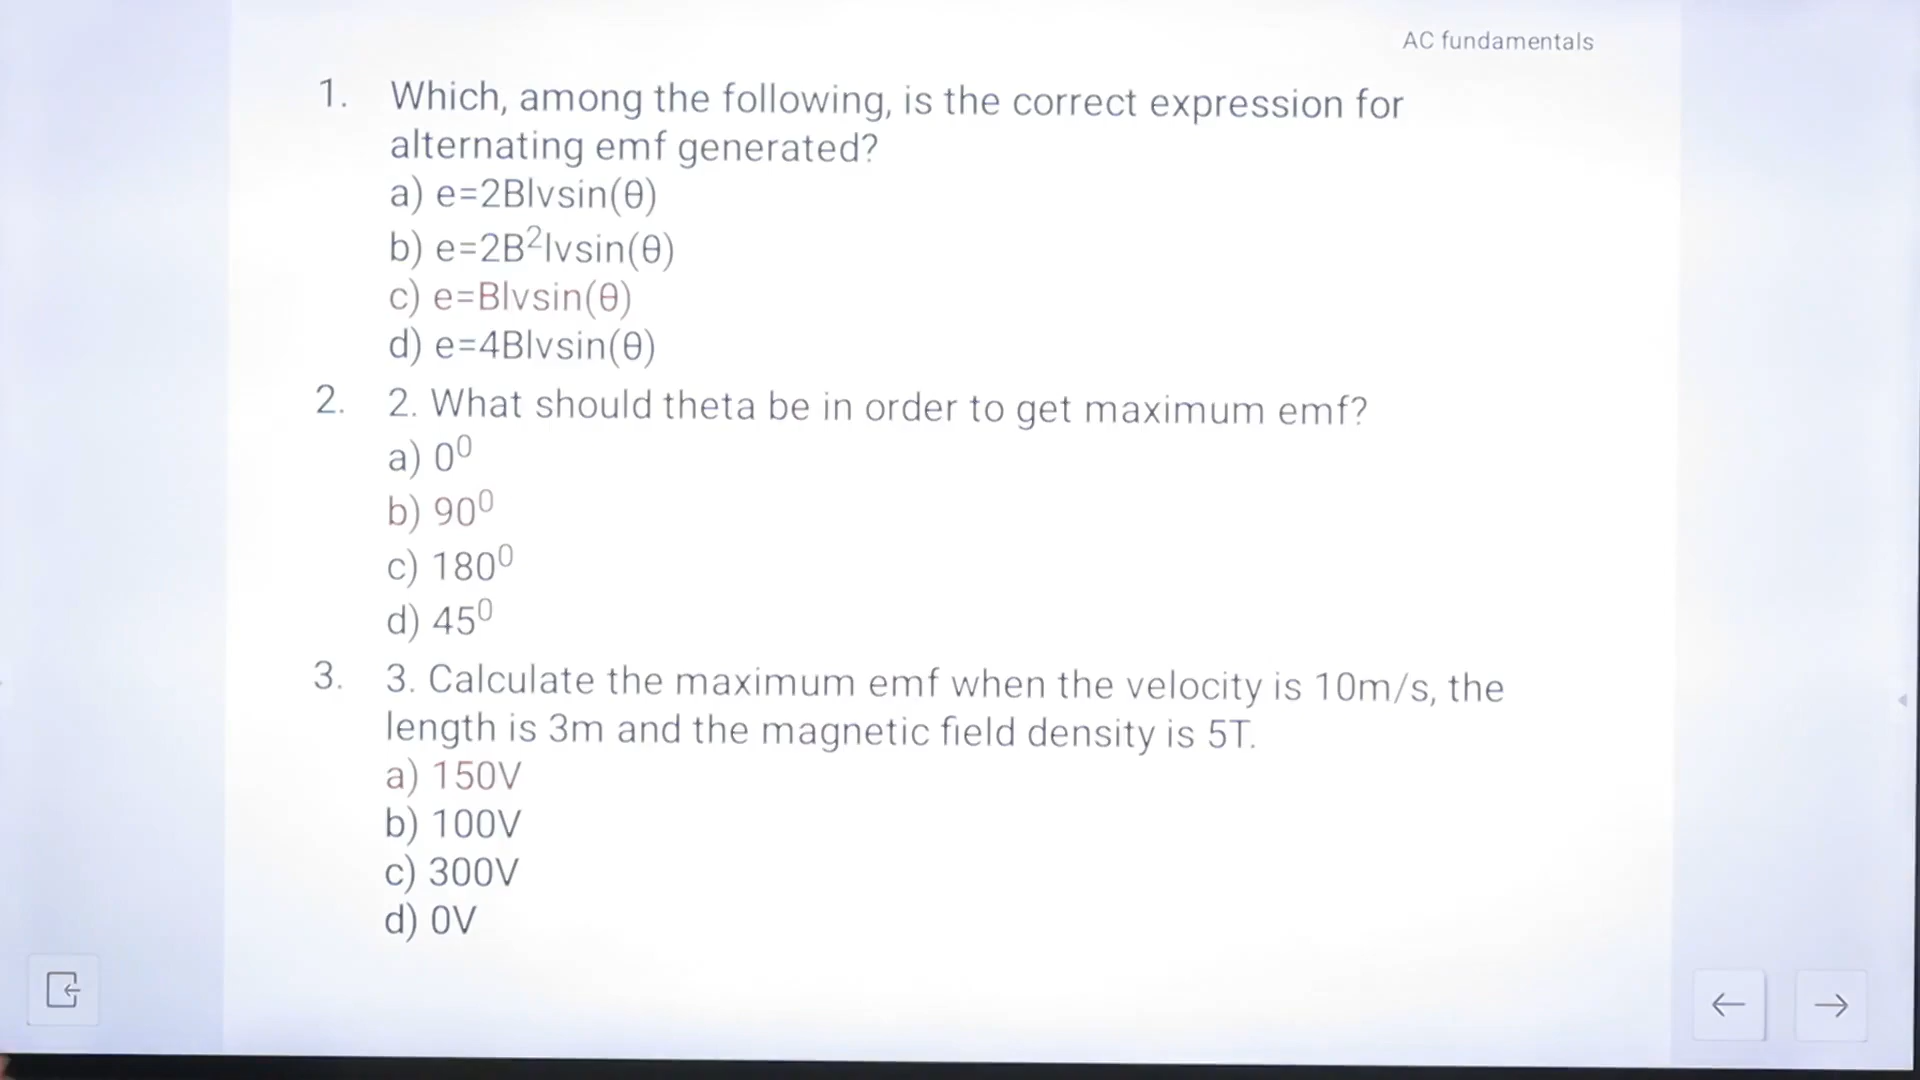 AC fundamentals
1. Which, among the following, is the correct expression for
alternating emf generated?
a) e=2Blvsin(θ)
b) e=2B²lvsin(θ)
c) e=Blvsin(θ)
d) e=4Blvsin(θ)
2. 2. What should theta be in order to get maximum emf?
a) 0⁰
b) 90⁰
c) 180⁰
d) 45⁰
3. 3. Calculate the maximum emf when the velocity is 10m/s, the
length is 3m and the magnetic field density is 5T.
a) 150V
b) 100V
c) 300V
d) 0V